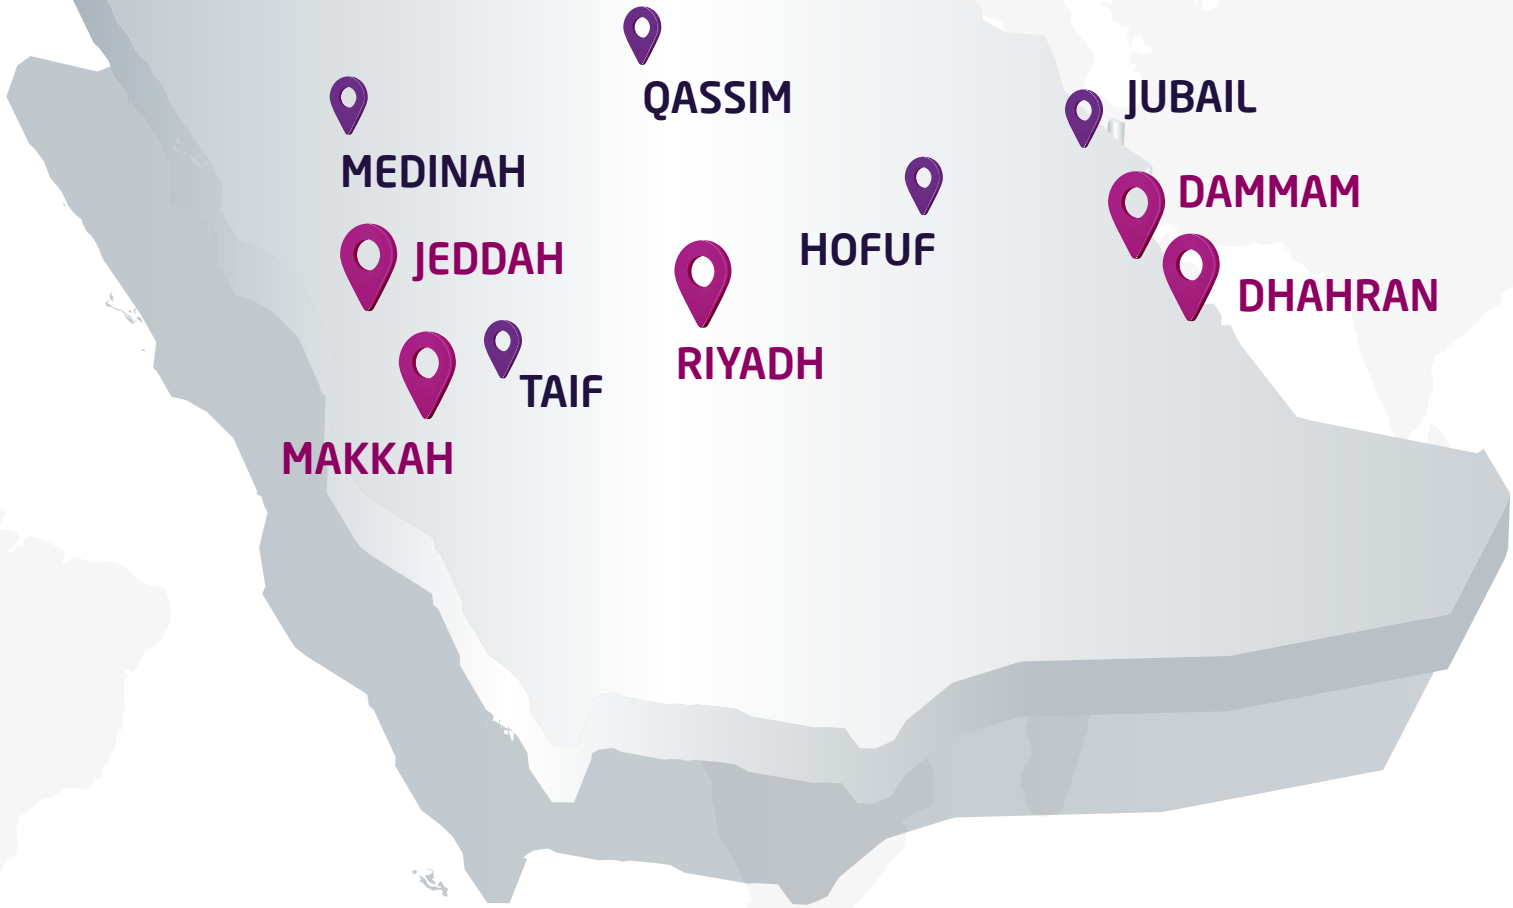 QASSIM
JUBAIL
MEDINAH
DAMMAM
JEDDAH
HOFUF
DHAHRAN
RIYADH
TAIF
MAKKAH